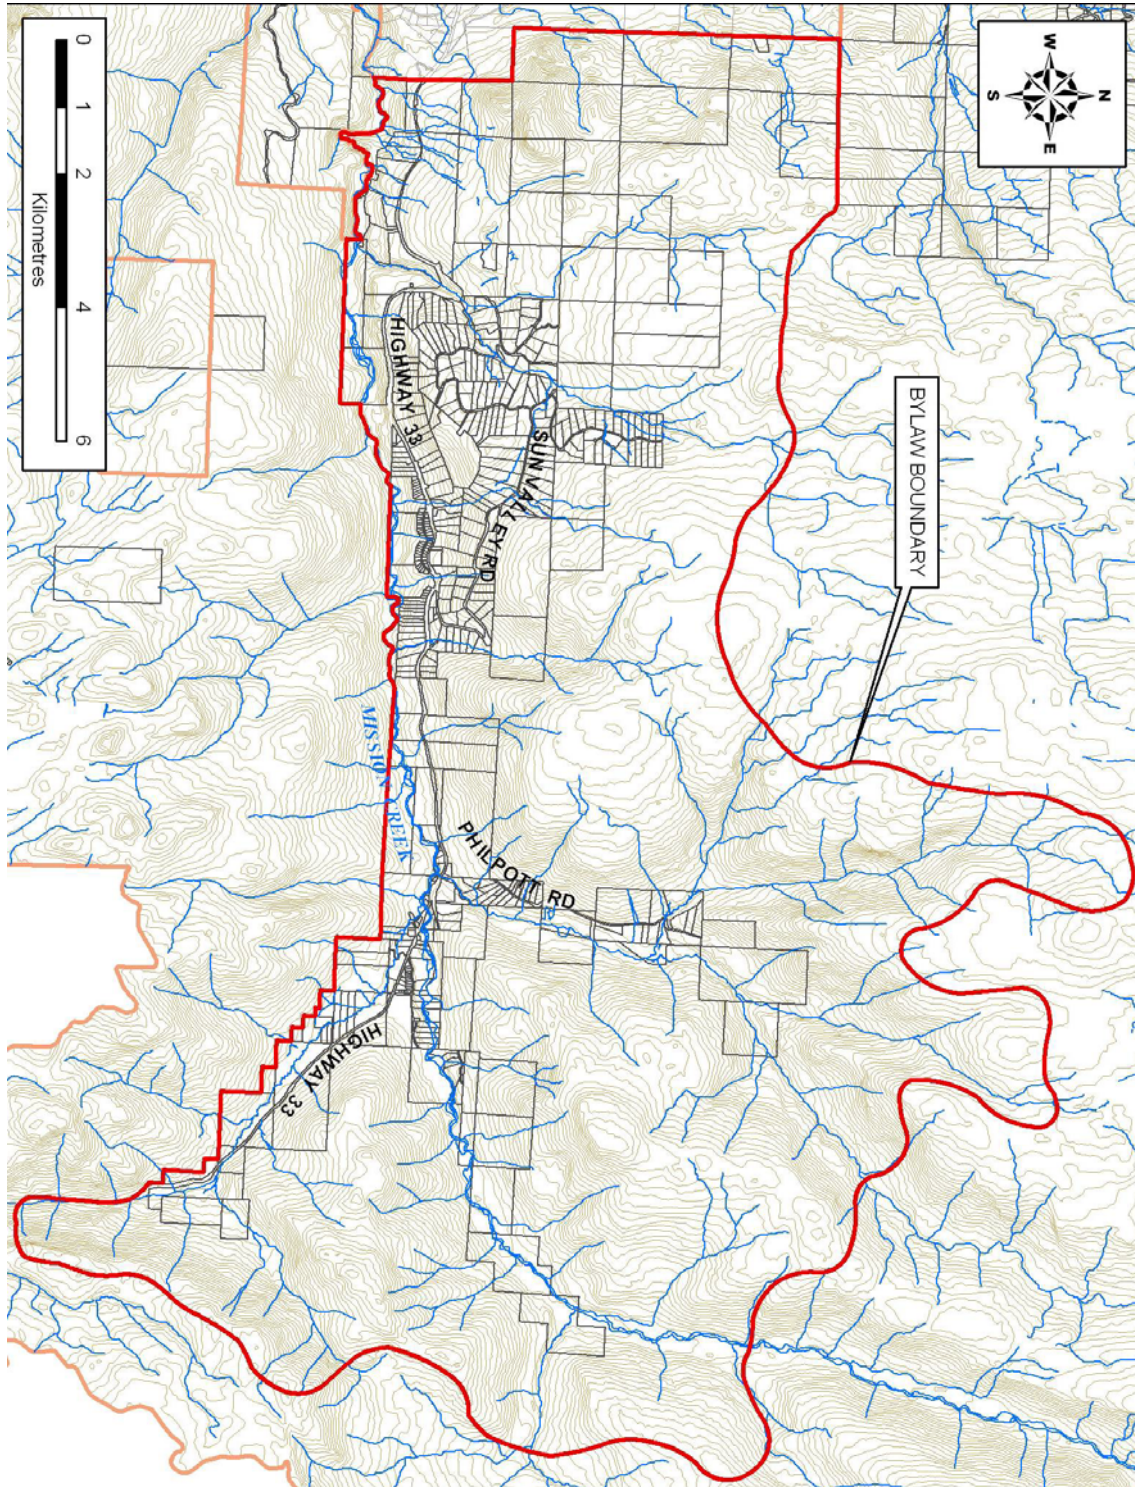 N
W
E
S
BYLAW BOUNDARY
SUN VALLEY RD
HIGHWAY 33
PHILPOTT RD
MISSION CREEK
HIGHWAY 33
0 1 2 4 6
Kilometres